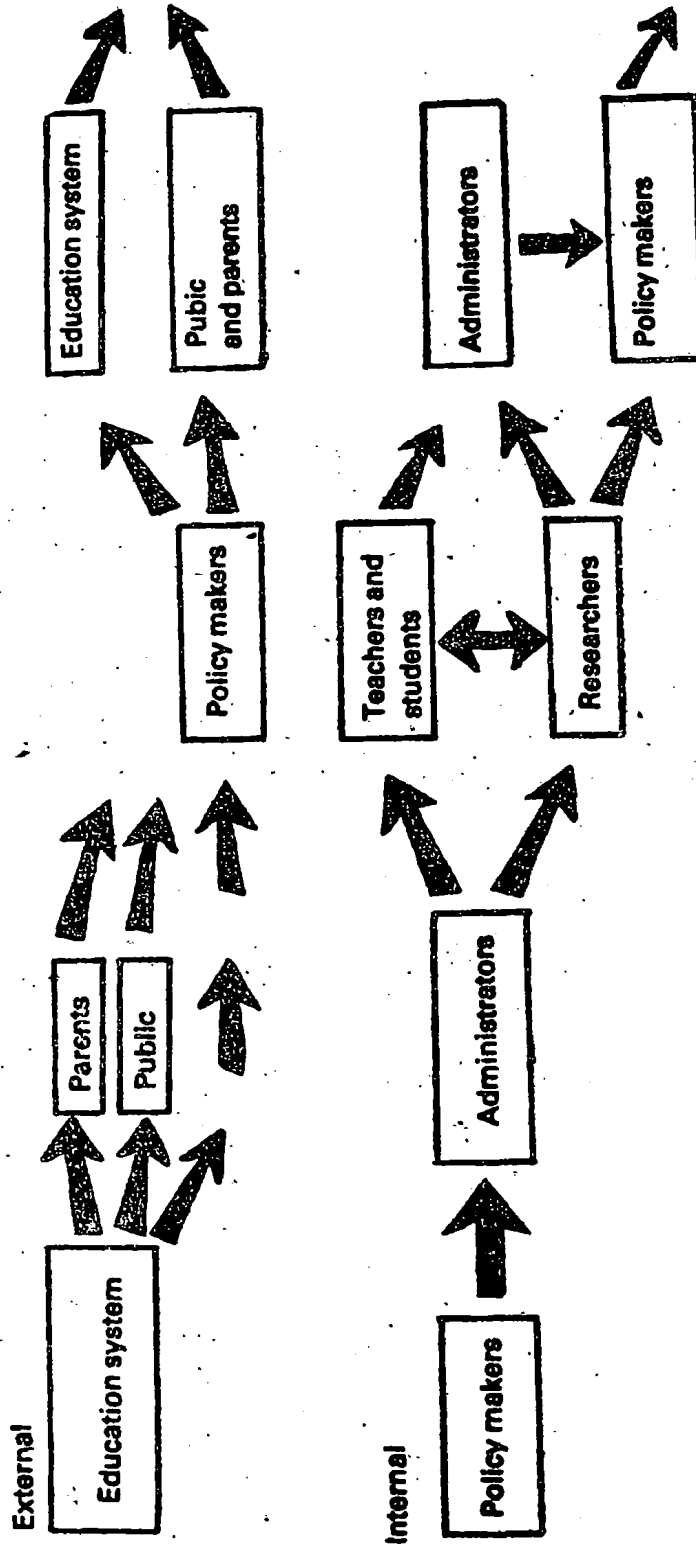 External
Education system
Parents
Public
Policy makers
Education system
Pubic
and parents
Internal
Policy makers
Administrators
Teachers and
students
Researchers
Administrators
Policy makers